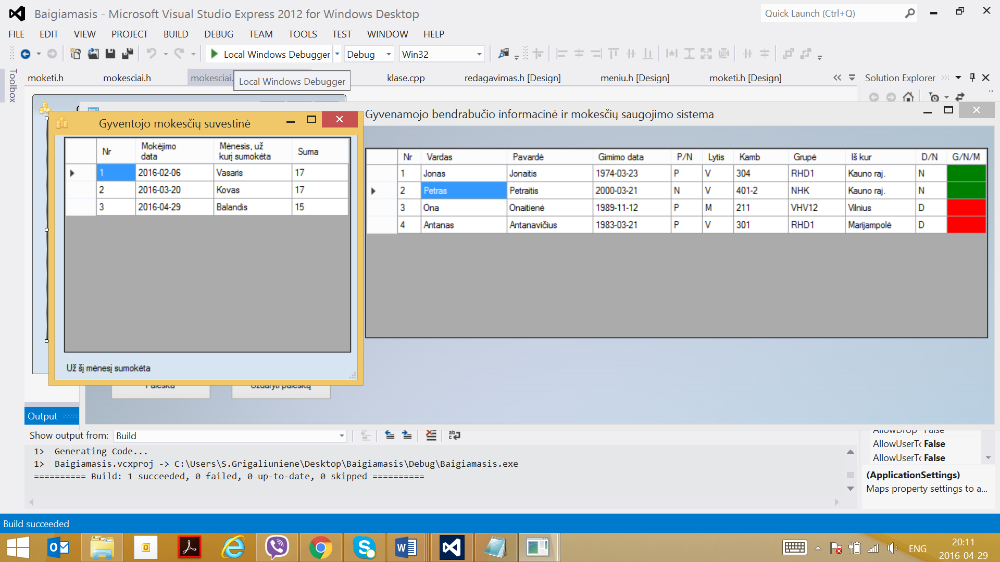 Baigiamasis - Microsoft Visual Studio Express 2012 for Windows Desktop
Quick Launch (Ctrl+Q)
FILE EDIT VIEW PROJECT BUILD DEBUG TEAM TOOLS TEST WINDOW HELP
Local Windows Debugger Debug Win32
Toolbox
moketi.h mokesciai.h mokesciai. klase.cpp redagavimas.h [Design] meniu.h [Design] moketi.h [Design]
Local Windows Debugger
Solution Explorer
Gyventojo mokesčių suvestinė
Nr Mokėjimo data Mėnesis, už kurį sumokėta Suma
1 2016-02-06 Vasaris 17
2 2016-03-20 Kovas 17
3 2016-04-29 Balandis 15
Už šį mėnesį sumokėta
Gyvenamojo bendrabučio informacinė ir mokesčių saugojimo sistema
Nr Vardas Pavardė Gimimo data P/N Lytis Kamb Grupė Iš kur D/N G/N/M
1 Jonas Jonaitis 1974-03-23 P V 304 RHD1 Kauno raj. N
2 Petras Petraitis 2000-03-21 N V 401-2 NHK Kauno raj. N
3 Ona Onaitienė 1989-11-12 P M 211 VHV12 Vilnius D
4 Antanas Antanavičius 1983-03-21 P V 301 RHD1 Marijampolė D
Paieška Uždaryti paiešką
Output
Show output from: Build
1> Generating Code...
1> Baigiamasis.vcxproj -> C:\Users\S.Grigaliuniene\Desktop\Baigiamasis\Debug\Baigiamasis.exe
========== Build: 1 succeeded, 0 failed, 0 up-to-date, 0 skipped ==========
AllowDrop False
AllowUserTo False
AllowUserTo False
(ApplicationSettings)
Maps property settings to a...
Build succeeded
ENG
20:11
2016-04-29